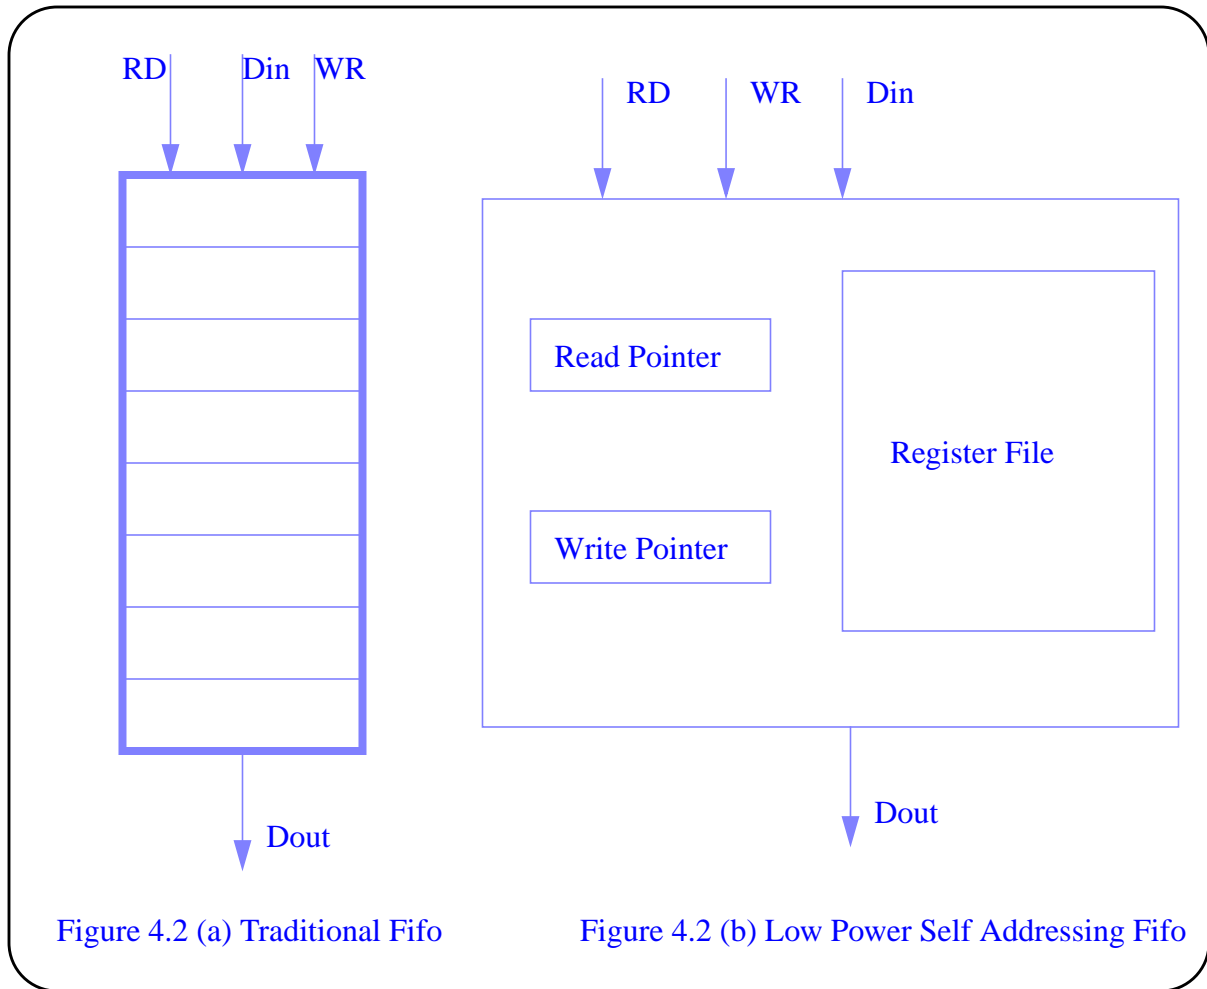 RD Din WR
RD WR Din
Read Pointer
Register File
Write Pointer
Dout
Dout
Figure 4.2 (a) Traditional Fifo
Figure 4.2 (b) Low Power Self Addressing Fifo